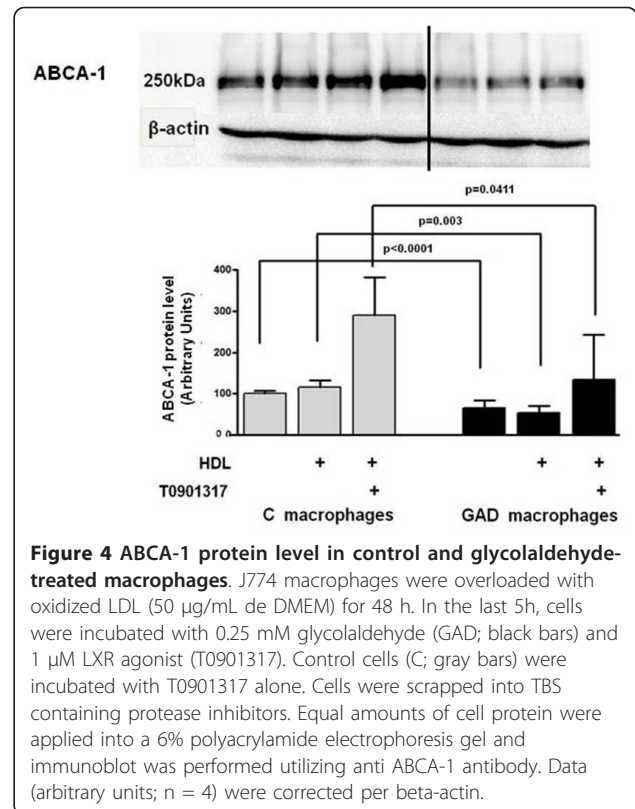 ABCA-1
250kDa
β-actin
p=0.0411
p=0.003
p<0.0001
ABCA-1 protein level
(Arbitrary Units)
400
300
200
100
0.0
HDL + + + +
T0901317 + +
C macrophages GAD macrophages
Figure 4 ABCA-1 protein level in control and glycolaldehyde-
treated macrophages. J774 macrophages were overloaded with
oxidized LDL (50 μg/mL de DMEM) for 48 h. In the last 5h, cells
were incubated with 0.25 mM glycolaldehyde (GAD; black bars) and
1 μM LXR agonist (T0901317). Control cells (C; gray bars) were
incubated with T0901317 alone. Cells were scrapped into TBS
containing protease inhibitors. Equal amounts of cell protein were
applied into a 6% polyacrylamide electrophoresis gel and
immunoblot was performed utilizing anti ABCA-1 antibody. Data
(arbitrary units; n = 4) were corrected per beta-actin.